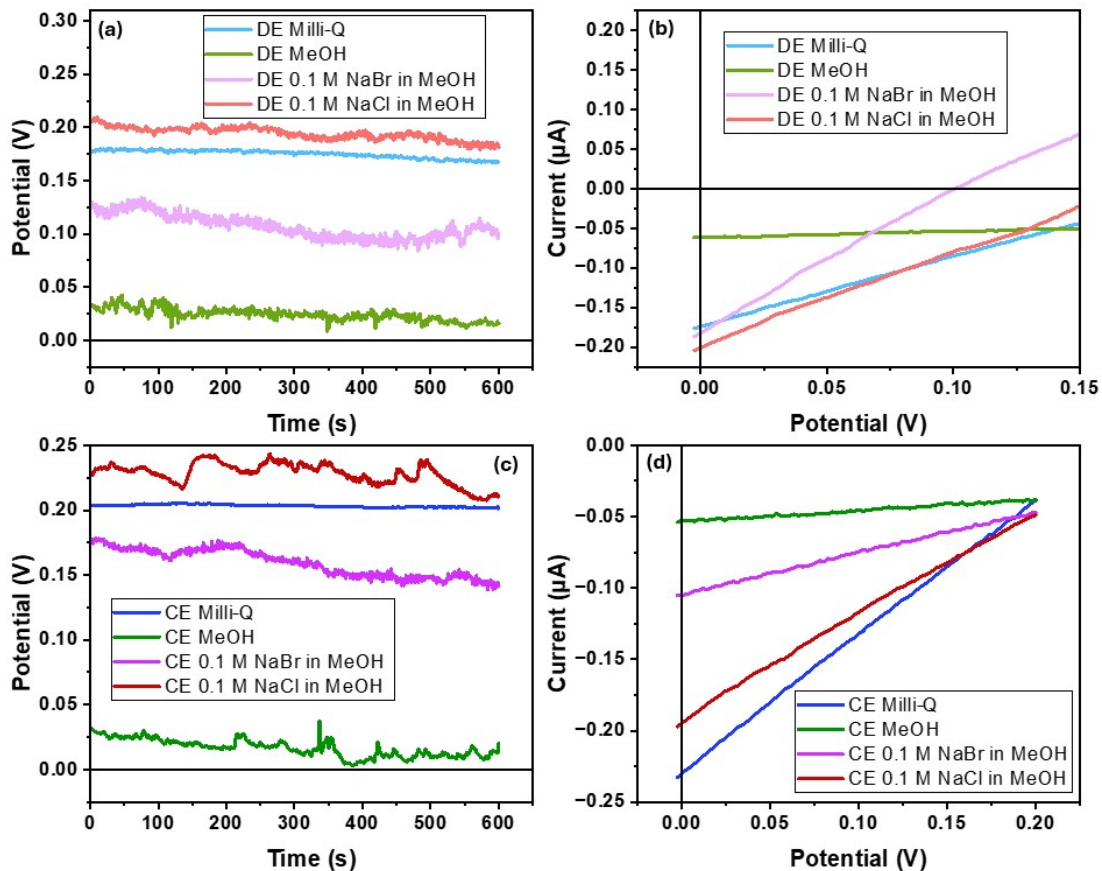 (a)
DE Milli-Q
DE MeOH
DE 0.1 M NaBr in MeOH
DE 0.1 M NaCl in MeOH
Potential (V)
0.30
0.25
0.20
0.15
0.10
0.05
0.00
0 100 200 300 400 500 600
Time (s)
(b)
DE Milli-Q
DE MeOH
DE 0.1 M NaBr in MeOH
DE 0.1 M NaCl in MeOH
Current (µA)
0.20
0.15
0.10
0.05
0.00
−0.05
−0.10
−0.15
−0.20
0.00 0.05 0.10 0.15
Potential (V)
(c)
CE Milli-Q
CE MeOH
CE 0.1 M NaBr in MeOH
CE 0.1 M NaCl in MeOH
Potential (V)
0.25
0.20
0.15
0.10
0.05
0.00
0 100 200 300 400 500 600
Time (s)
(d)
CE Milli-Q
CE MeOH
CE 0.1 M NaBr in MeOH
CE 0.1 M NaCl in MeOH
Current (µA)
0.00
−0.05
−0.10
−0.15
−0.20
−0.25
0.00 0.05 0.10 0.15 0.20
Potential (V)